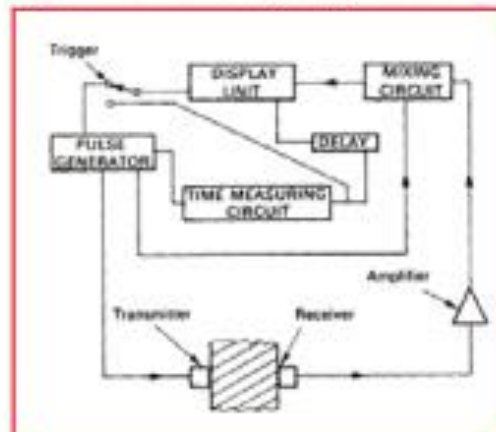 Trigger
DISPLAY
UNIT
MIXING
CIRCUIT
PULSE
GENERATOR
DELAY
TIME MEASURING
CIRCUIT
Amplifier
Transmitter
Receiver